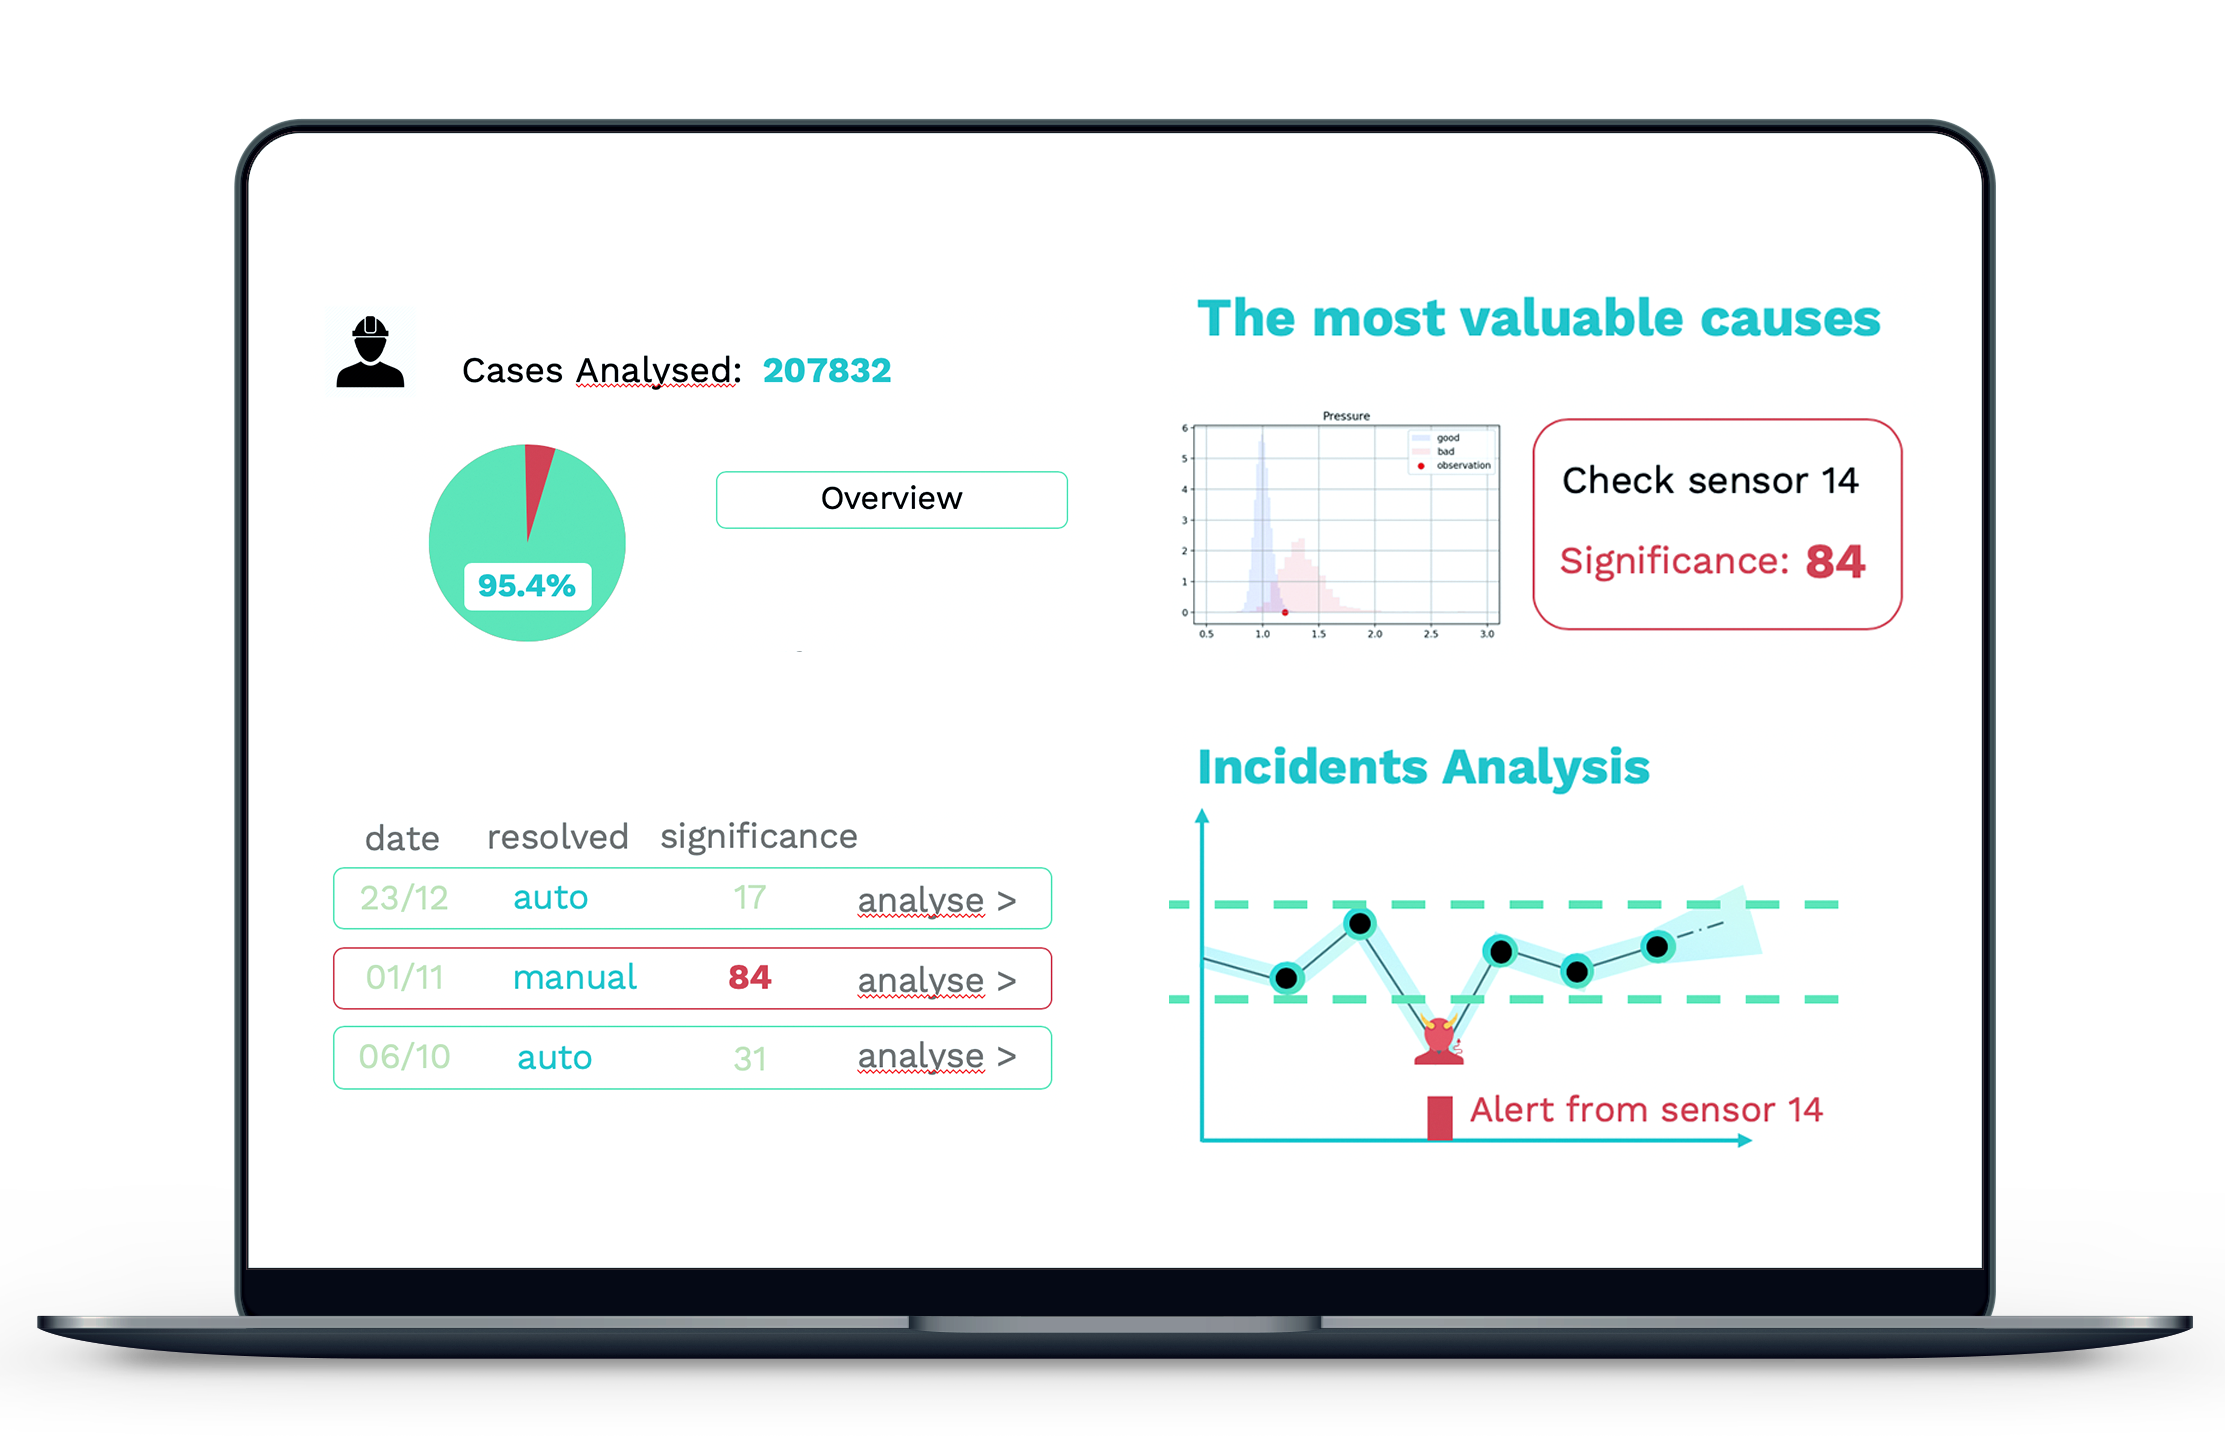 The most valuable causes
Cases Analysed: 207832
Pressure
6
5
4
3
2
1
0
good
bad
observation
0.5 1.0 1.5 2.0 2.5 3.0
Check sensor 14
Significance: 84
Overview
95.4%
Incidents Analysis
date resolved significance
23/12 auto 17 analyse >
01/11 manual 84 analyse >
06/10 auto 31 analyse >
Alert from sensor 14